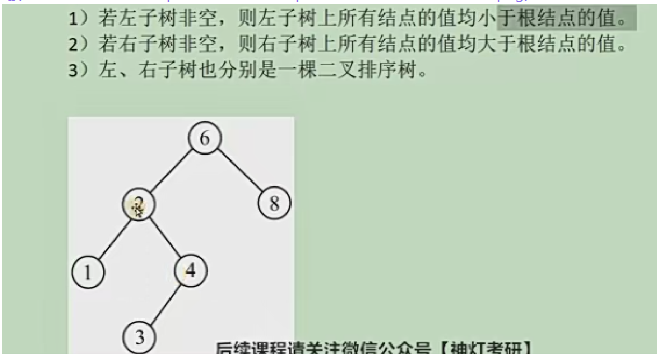 1）若左子树非空，则左子树上所有结点的值均小于根结点的值。
2）若右子树非空，则右子树上所有结点的值均大于根结点的值。
3）左、右子树也分别是一棵二叉排序树。
6
8
1
4
3
后续课程请关注微信公众号【神灯考研】